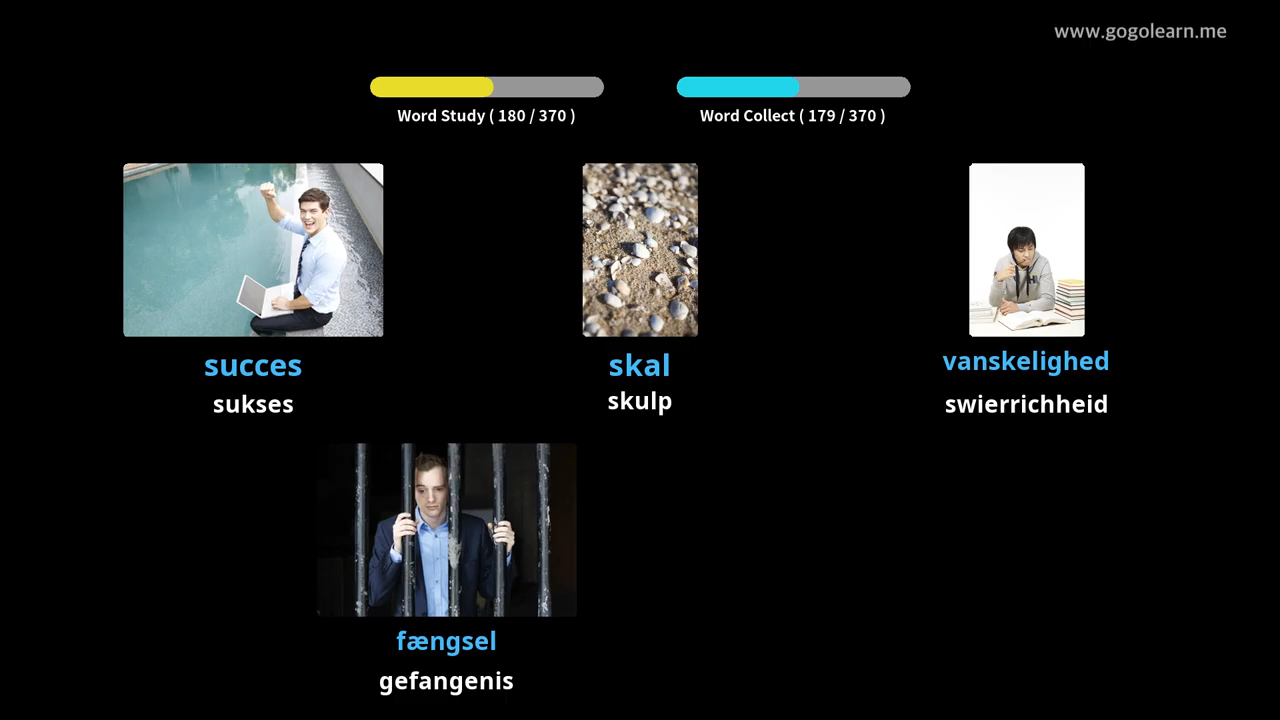 www.gogolearn.me
Word Study ( 180 / 370 )
Word Collect ( 179 / 370 )
succes
sukses
skal
skulp
vanskelighed
swierrichheid
fængsel
gefangenis